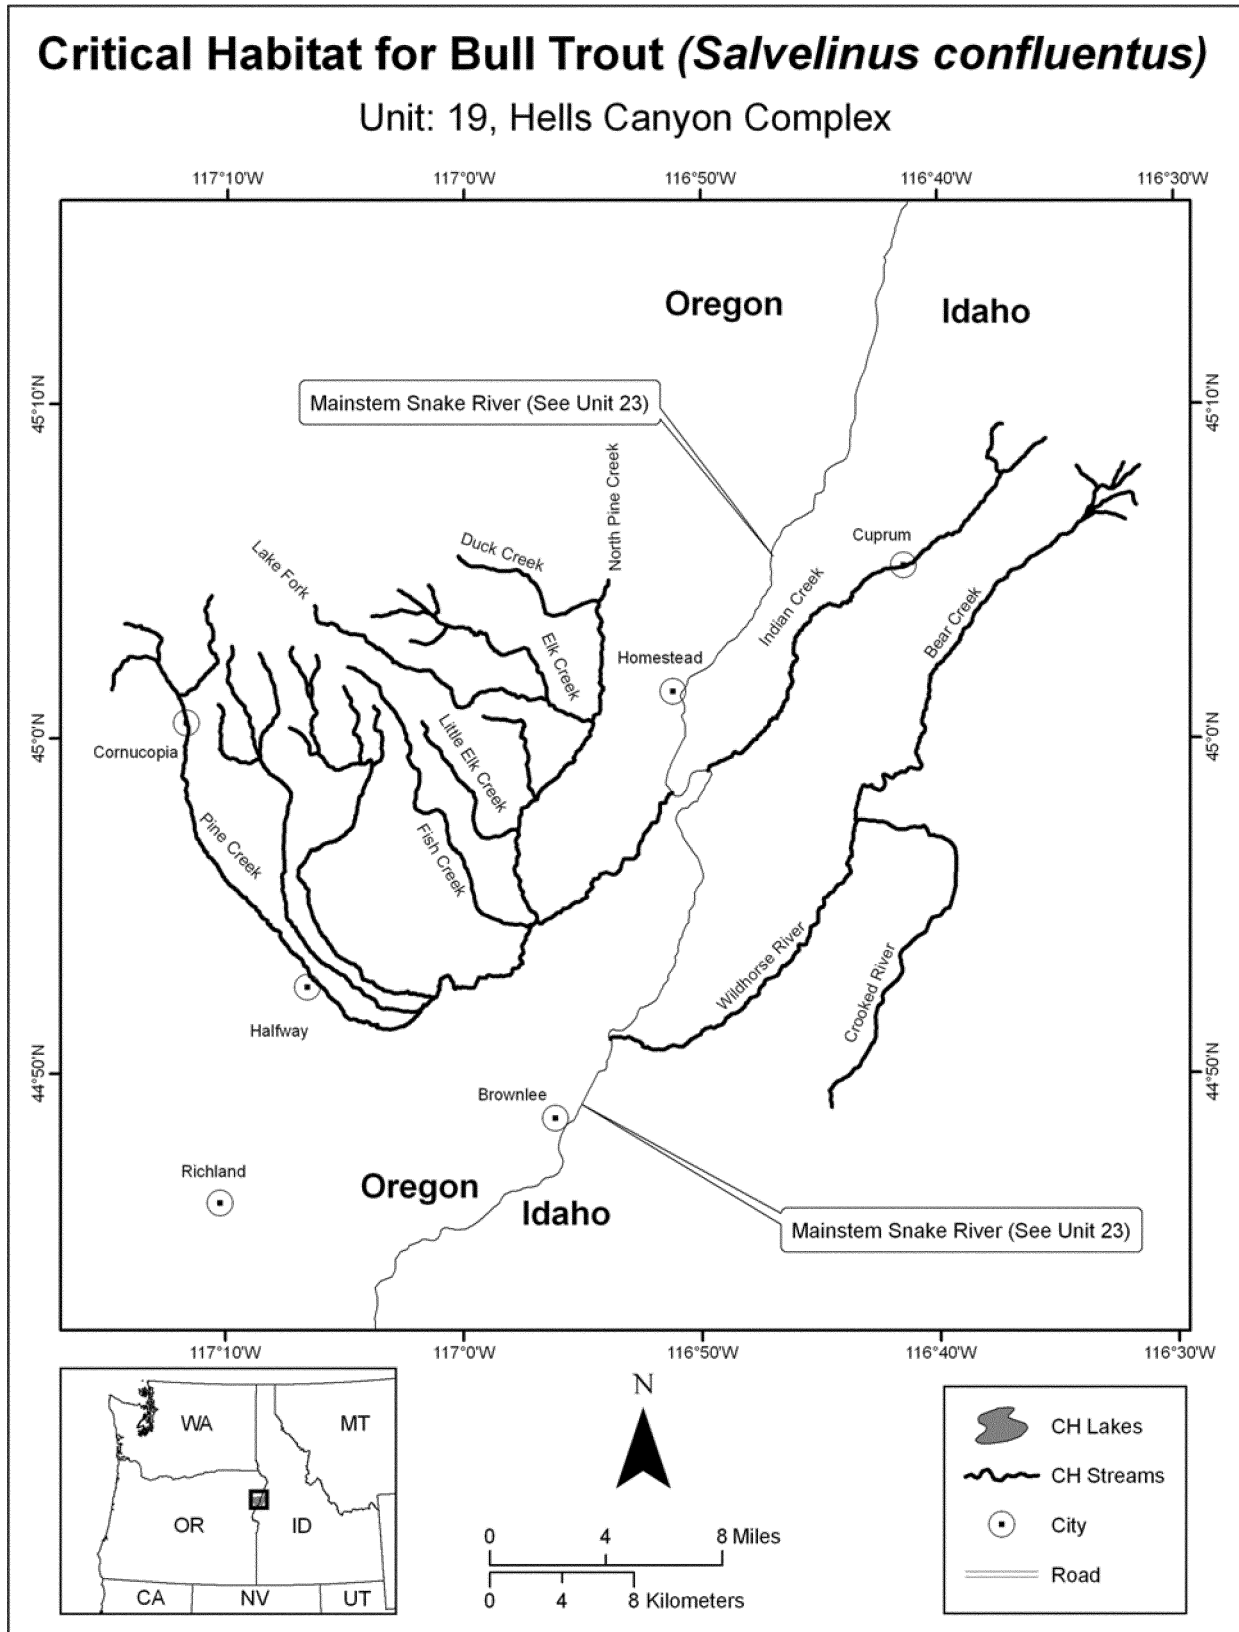 Critical Habitat for Bull Trout (Salvelinus confluentus)
Unit: 19, Hells Canyon Complex
117°10'W 117°0'W 116°50'W 116°40'W 116°30'W
Oregon
Idaho
45°10'N
45°10'N
Mainstem Snake River (See Unit 23)
North Pine Creek
Duck Creek
Lake Fork
Cuprum
Indian Creek
Bear Creek
Elk Creek
Homestead
45°0'N
45°0'N
Cornucopia
Little Elk Creek
Pine Creek
Fish Creek
Wildhorse River
Crooked River
Halfway
44°50'N
44°50'N
Brownlee
Richland
Oregon
Idaho
Mainstem Snake River (See Unit 23)
117°10'W 117°0'W 116°50'W 116°40'W 116°30'W
WA
MT
OR
ID
CA
NV
UT
N
0 4 8 Miles
0 4 8 Kilometers
CH Lakes
CH Streams
City
Road